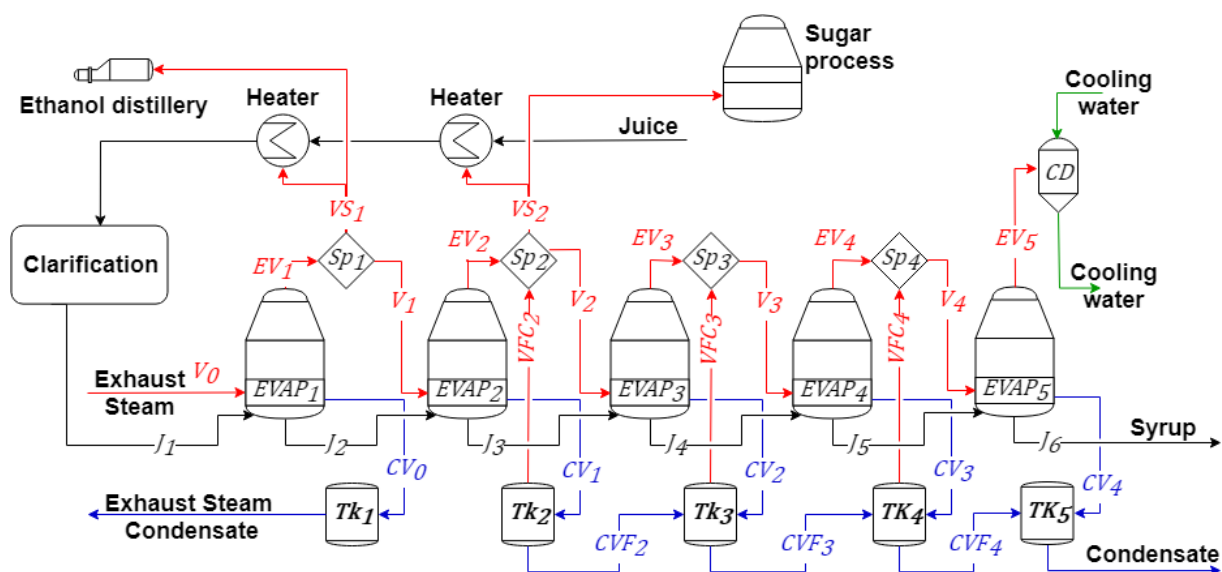 Sugar
process
Ethanol distillery
Heater
Heater
Juice
Cooling
water
CD
VS1
VS2
Clarification
EV1
Sp1
EV2
Sp2
EV3
Sp3
EV4
Sp4
EV5
Cooling
water
V1
V2
V3
V4
VFC2
VFC3
VFC4
Exhaust
Steam
V0
EVAP1
EVAP2
EVAP3
EVAP4
EVAP5
J1
J2
J3
J4
J5
J6
Syrup
CV0
CV1
CV2
CV3
CV4
Exhaust Steam
Condensate
Tk1
Tk2
Tk3
TK4
TK5
CVF2
CVF3
CVF4
Condensate